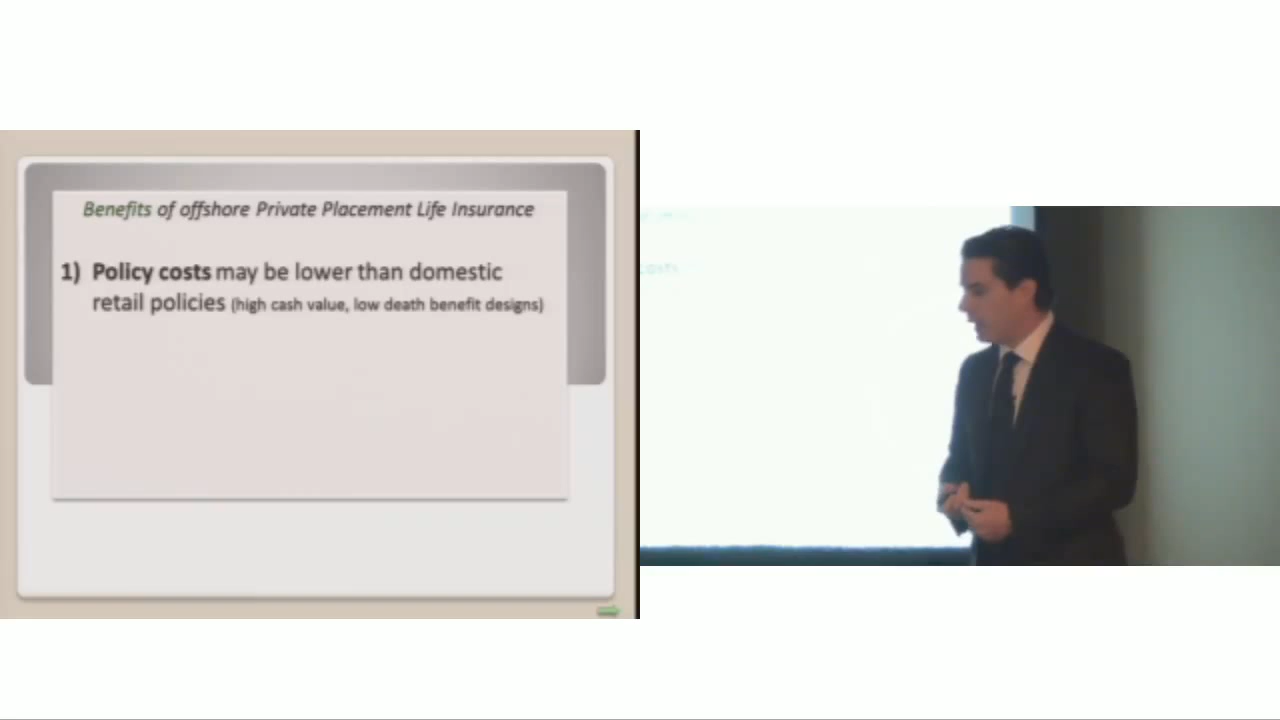 Benefits of offshore Private Placement Life Insurance
1) Policy costs may be lower than domestic
retail policies (high cash value, low death benefit designs)
costs